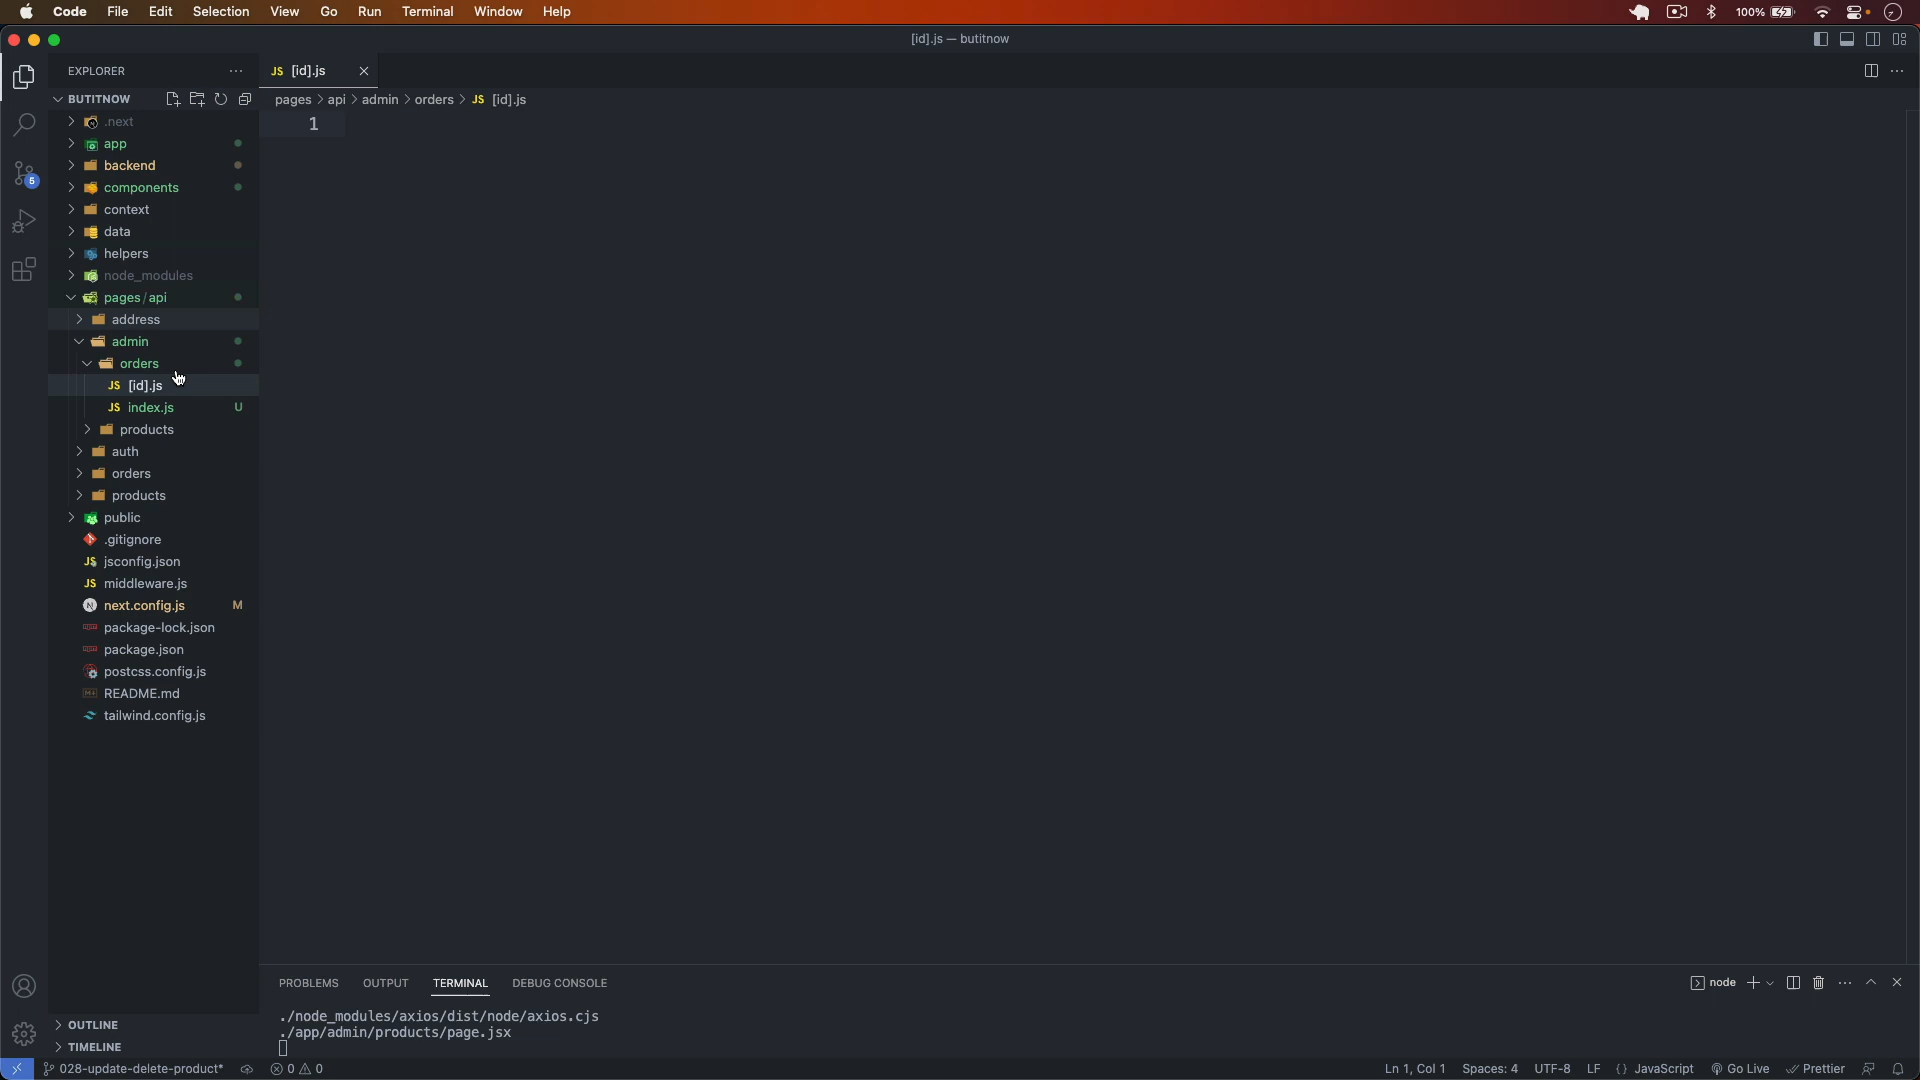 Code File Edit Selection View Go Run Terminal Window Help 100%
[id].js — butitnow
EXPLORER
JS [id].js
BUTITNOW
pages > api > admin > orders > JS [id].js
1
.next
app
backend
components
context
data
helpers
node_modules
pages / api
address
admin
orders
JS [id].js
JS index.js U
products
auth
orders
products
public
.gitignore
JS jsconfig.json
JS middleware.js
N next.config.js M
package-lock.json
package.json
postcss.config.js
README.md
tailwind.config.js
5
OUTLINE
TIMELINE
PROBLEMS OUTPUT TERMINAL DEBUG CONSOLE
node
./node_modules/axios/dist/node/axios.cjs
./app/admin/products/page.jsx
028-update-delete-product* 0 0 Ln 1, Col 1 Spaces: 4 UTF-8 LF {} JavaScript Go Live Prettier